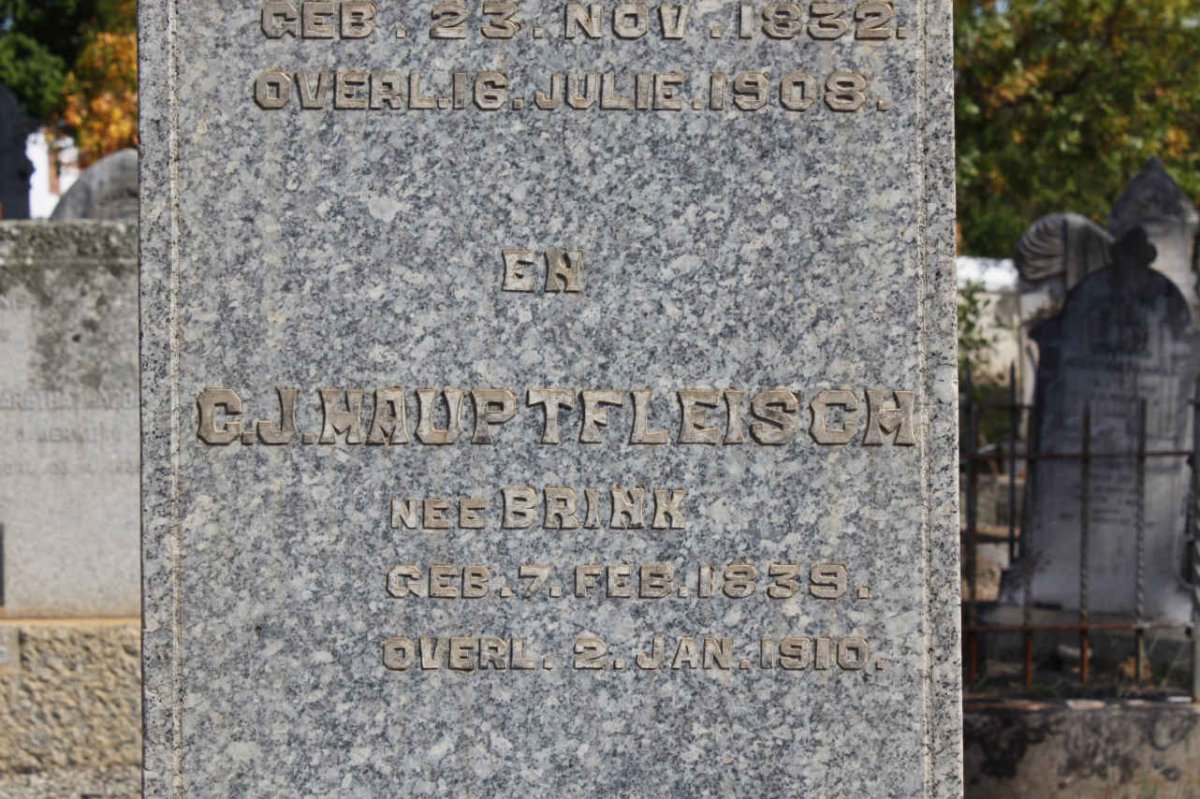 GEB. 23. NOV. 1832.
OVERL. 16. JULIE. 1908.
EN
C.J. HAUPTFLEISCH
NEE BRINK
GEB. 7. FEB. 1839.
OVERL. 2. JAN. 1910.